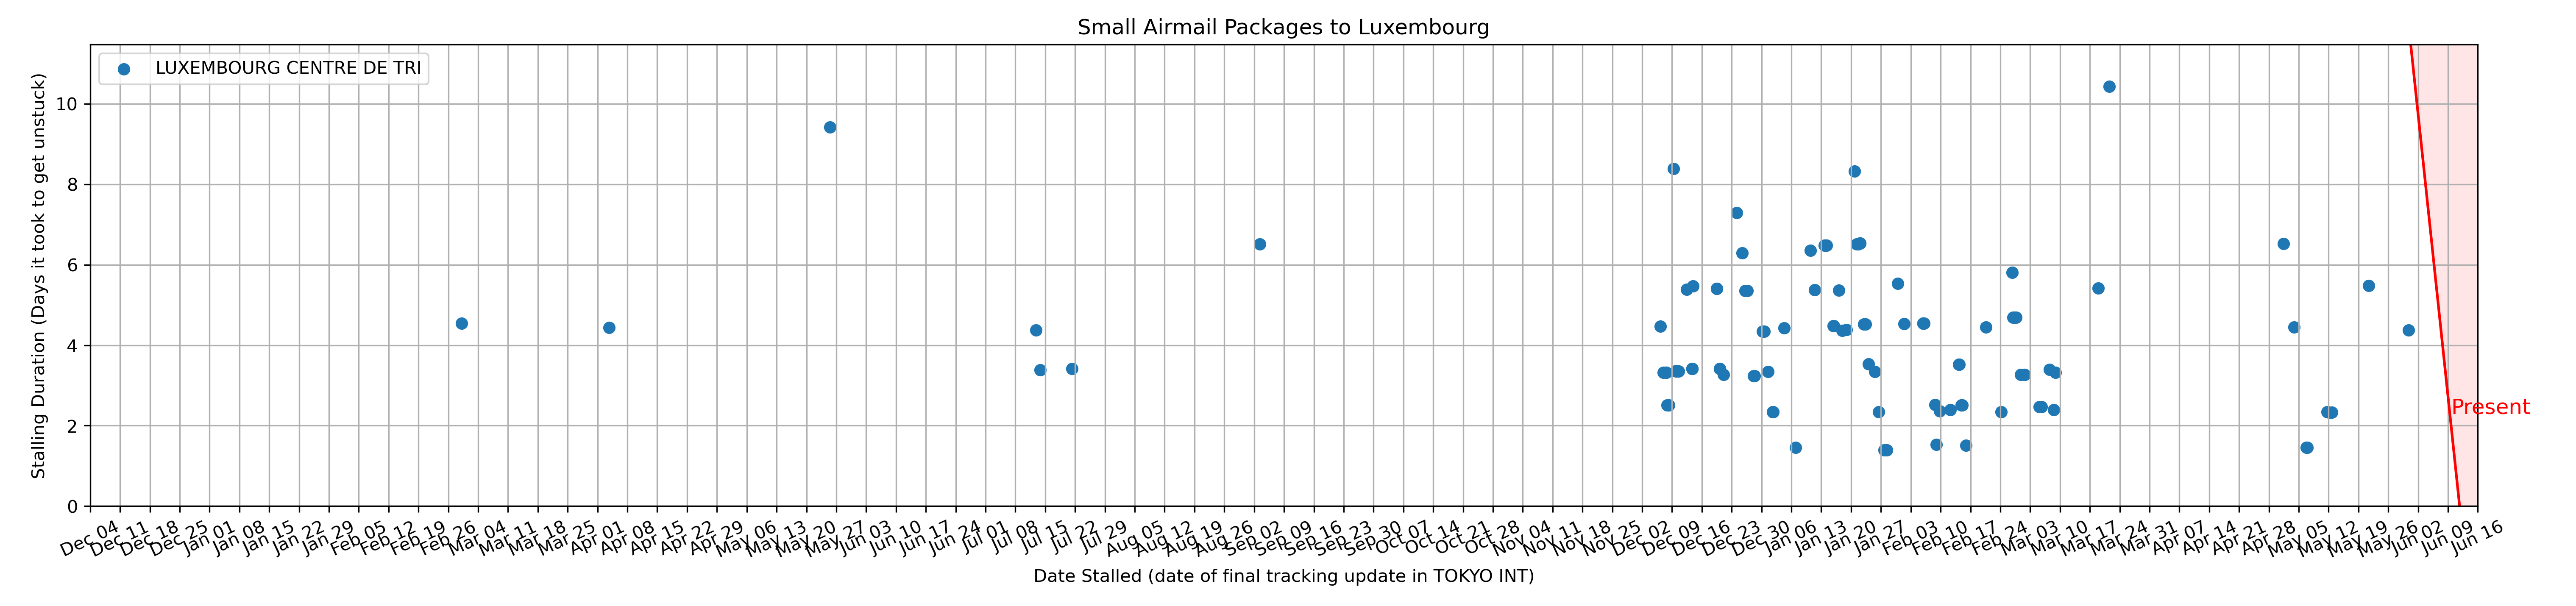 Small Airmail Packages to Luxembourg
LUXEMBOURG CENTRE DE TRI
Stalling Duration (Days it took to get unstuck)
10
8
6
4
2
0
Present
Dec 04
Dec 11
Dec 18
Dec 25
Jan 01
Jan 08
Jan 15
Jan 22
Jan 29
Feb 05
Feb 12
Feb 19
Feb 26
Mar 04
Mar 11
Mar 18
Mar 25
Apr 01
Apr 08
Apr 15
Apr 22
Apr 29
May 06
May 13
May 20
May 27
Jun 03
Jun 10
Jun 17
Jun 24
Jul 01
Jul 08
Jul 15
Jul 22
Jul 29
Aug 05
Aug 12
Aug 19
Aug 26
Sep 02
Sep 09
Sep 16
Sep 23
Sep 30
Oct 07
Oct 14
Oct 21
Oct 28
Nov 04
Nov 11
Nov 18
Nov 25
Dec 02
Dec 09
Dec 16
Dec 23
Dec 30
Jan 06
Jan 13
Jan 20
Jan 27
Feb 03
Feb 10
Feb 17
Feb 24
Mar 03
Mar 10
Mar 17
Mar 24
Mar 31
Apr 07
Apr 14
Apr 21
Apr 28
May 05
May 12
May 19
May 26
Jun 02
Jun 09
Jun 16
Date Stalled (date of final tracking update in TOKYO INT)